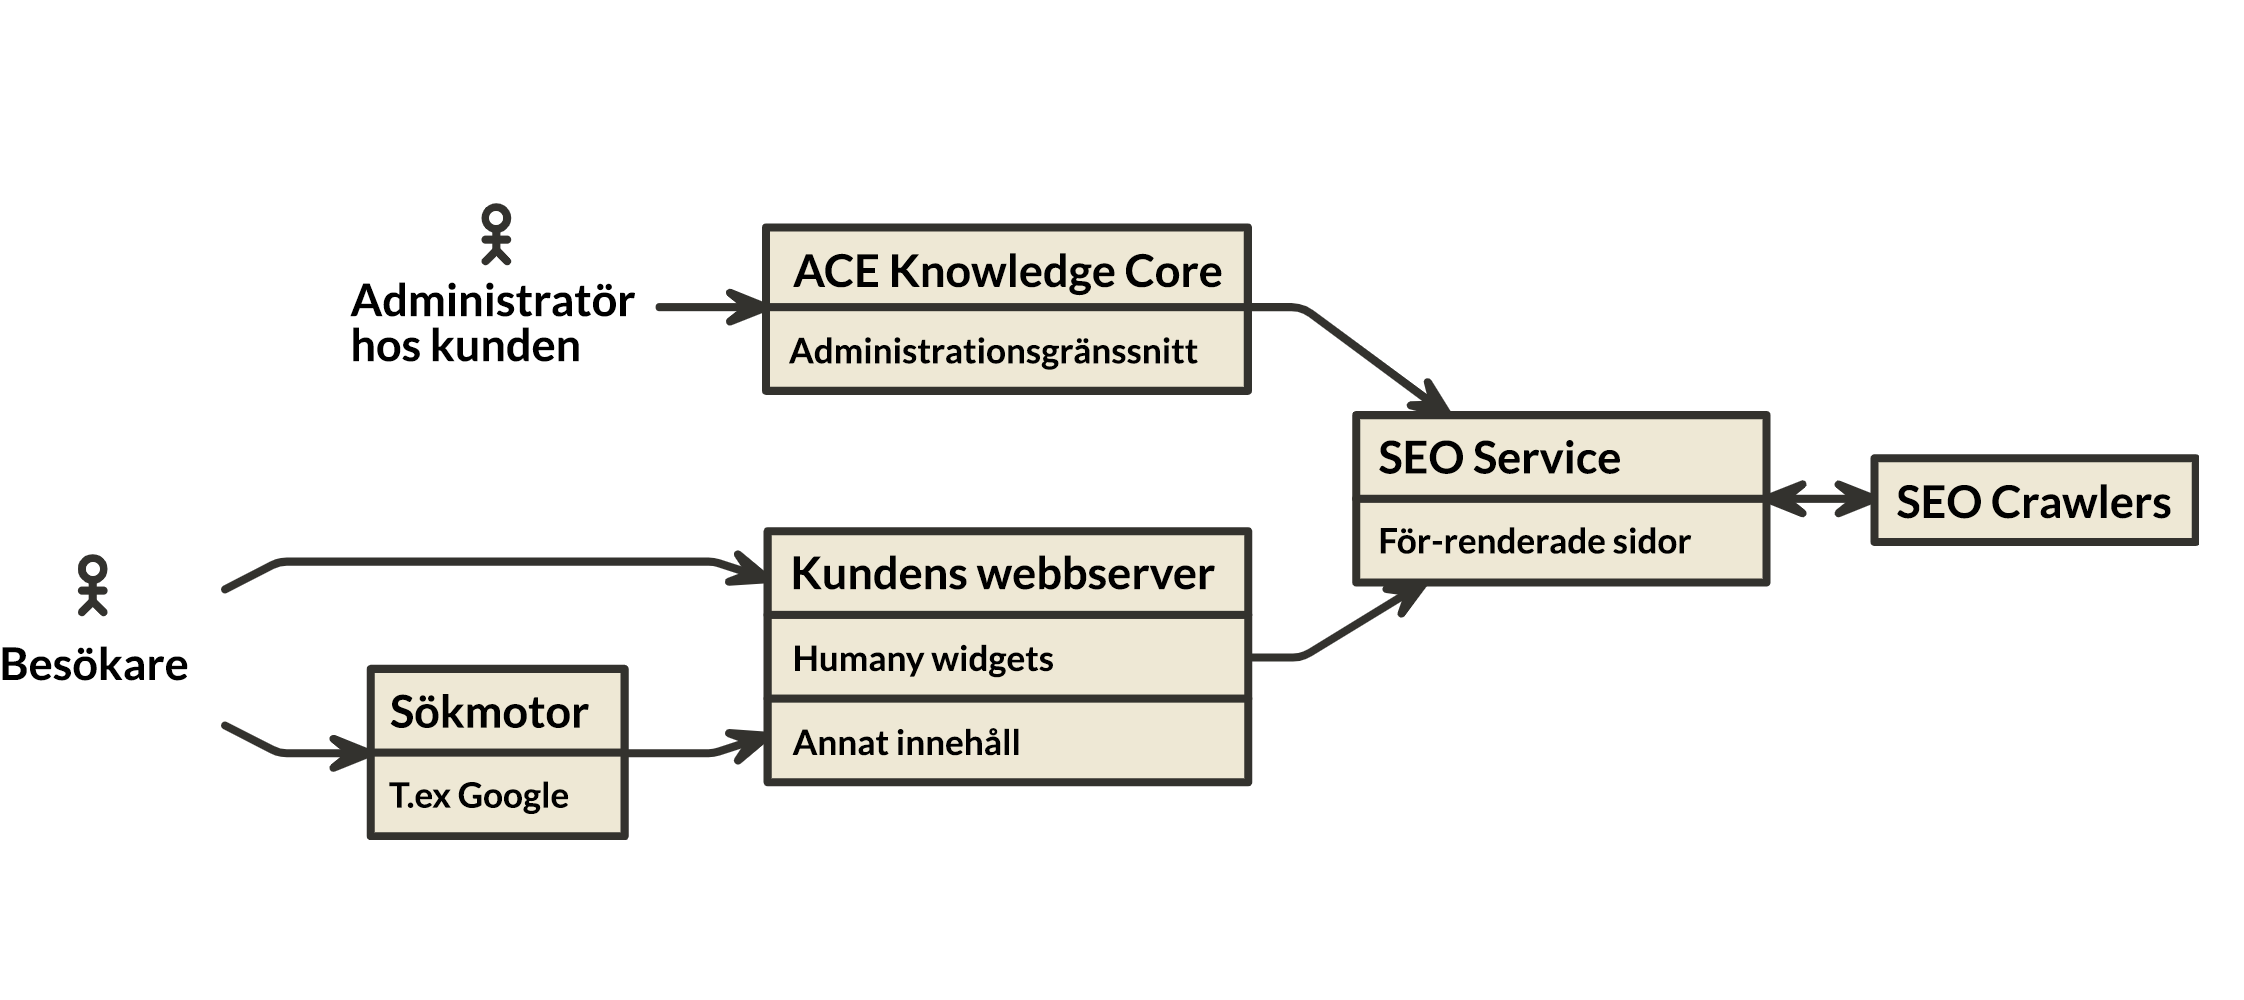 Administratör
hos kunden
ACE Knowledge Core
Administrationsgränssnitt
SEO Service
För-renderade sidor
SEO Crawlers
Besökare
Sökmotor
T.ex Google
Kundens webbserver
Humany widgets
Annat innehåll